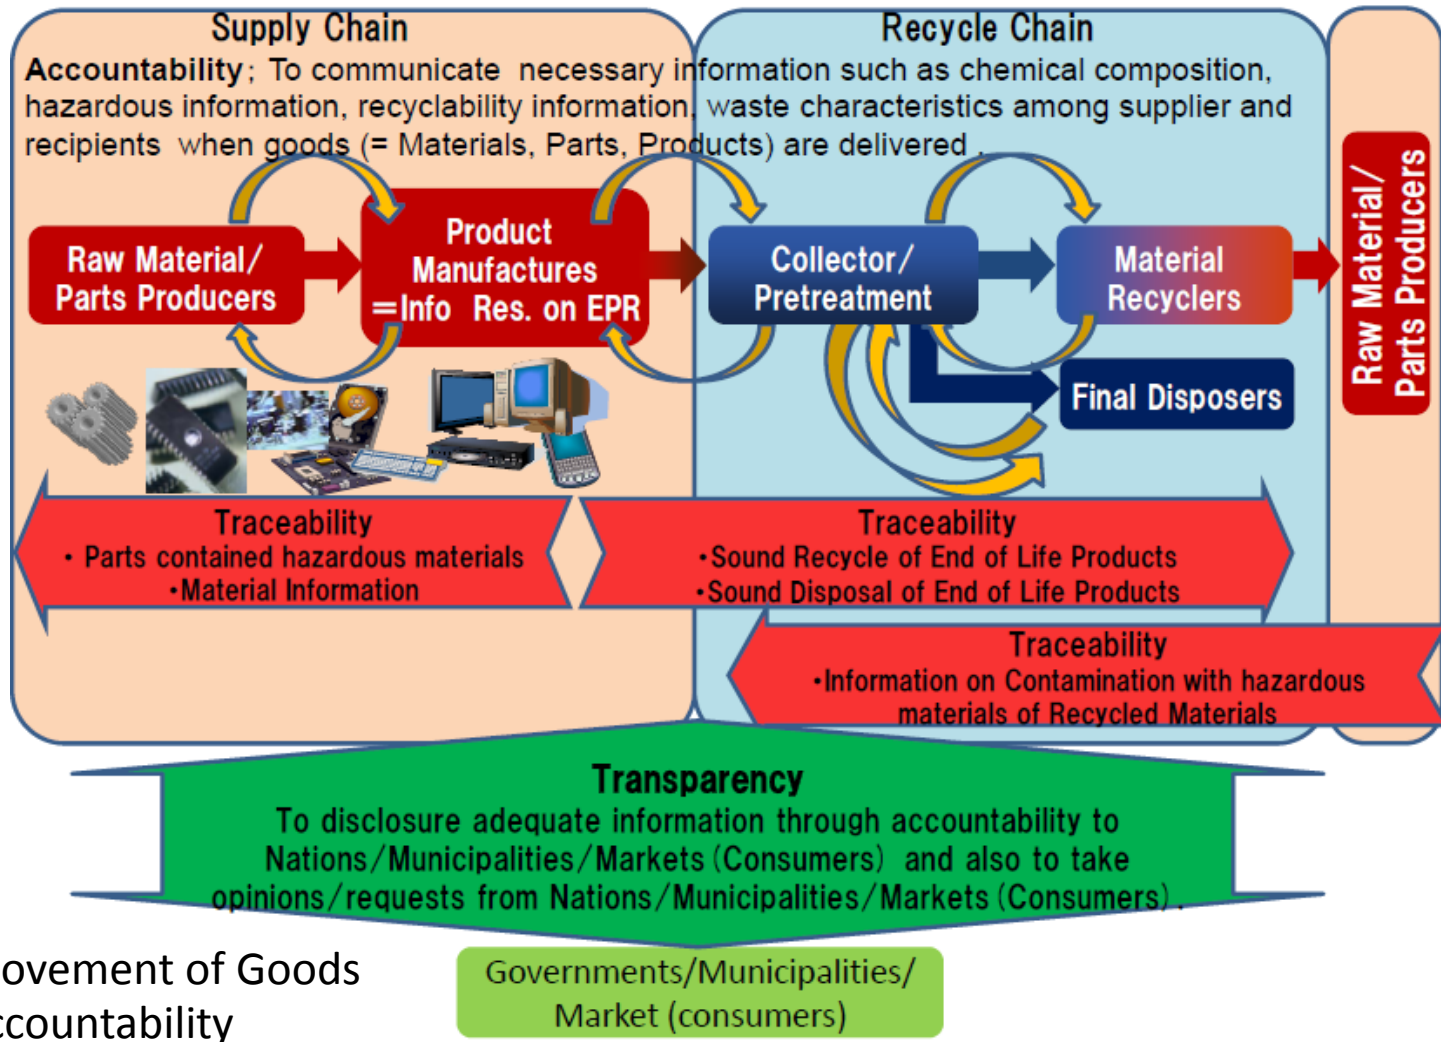 Supply Chain
Recycle Chain
Accountability; To communicate necessary information such as chemical composition,
hazardous information, recyclability information, waste characteristics among supplier and
recipients when goods (= Materials, Parts, Products) are delivered .
Raw Material/
Parts Producers
Product
Manufactures
=Info Res. on EPR
Collector/
Pretreatment
Material
Recyclers
Raw Material/
Parts Producers
Final Disposers
Traceability
・Parts contained hazardous materials
・Material Information
Traceability
・Sound Recycle of End of Life Products
・Sound Disposal of End of Life Products
Traceability
・Information on Contamination with hazardous
materials of Recycled Materials
Transparency
To disclosure adequate information through accountability to
Nations/Municipalities/Markets(Consumers) and also to take
opinions/requests from Nations/Municipalities/Markets(Consumers).
ovement of Goods
ccountability
Governments/Municipalities/
Market (consumers)